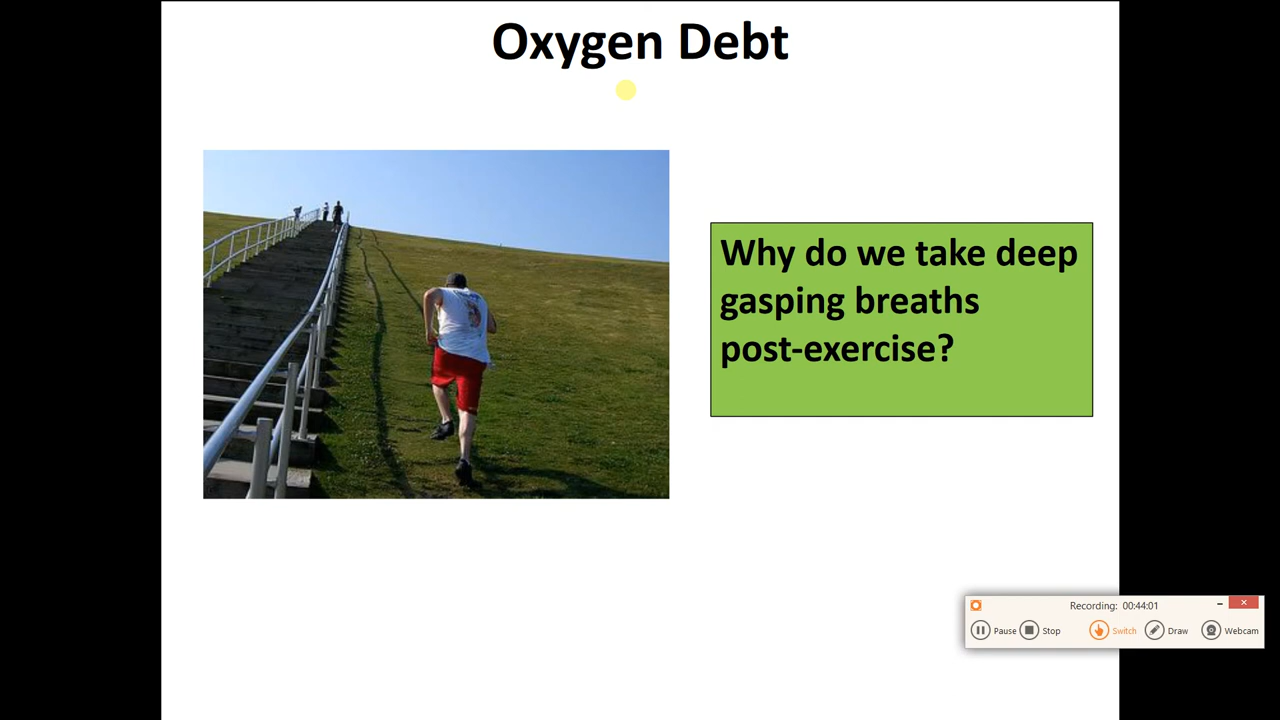 Oxygen Debt
Why do we take deep
gasping breaths
post-exercise?
Recording: 00:44:01
Pause Stop Switch Draw Webcam